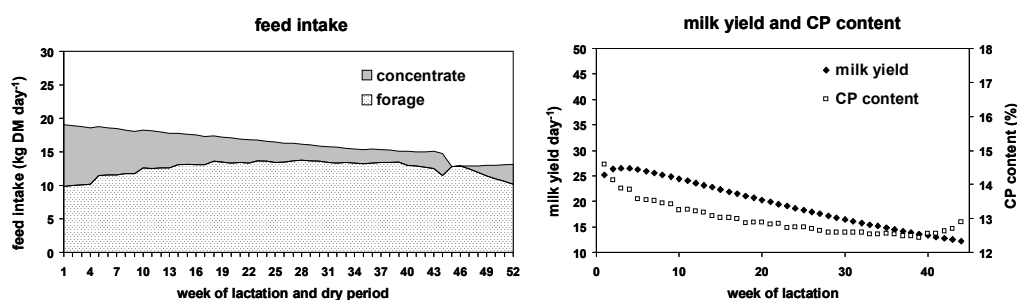 feed intake
30
25
20
15
10
5
0
feed intake (kg DM day-1)
concentrate
forage
1 4 7 10 13 16 19 22 25 28 31 34 37 40 43 46 49 52
week of lactation and dry period
milk yield and CP content
50
45
40
35
30
25
20
15
10
milk yield day-1)
milk yield
CP content
18
17
16
15
14
13
12
CP content (%)
0 10 20 30 40
week of lactation